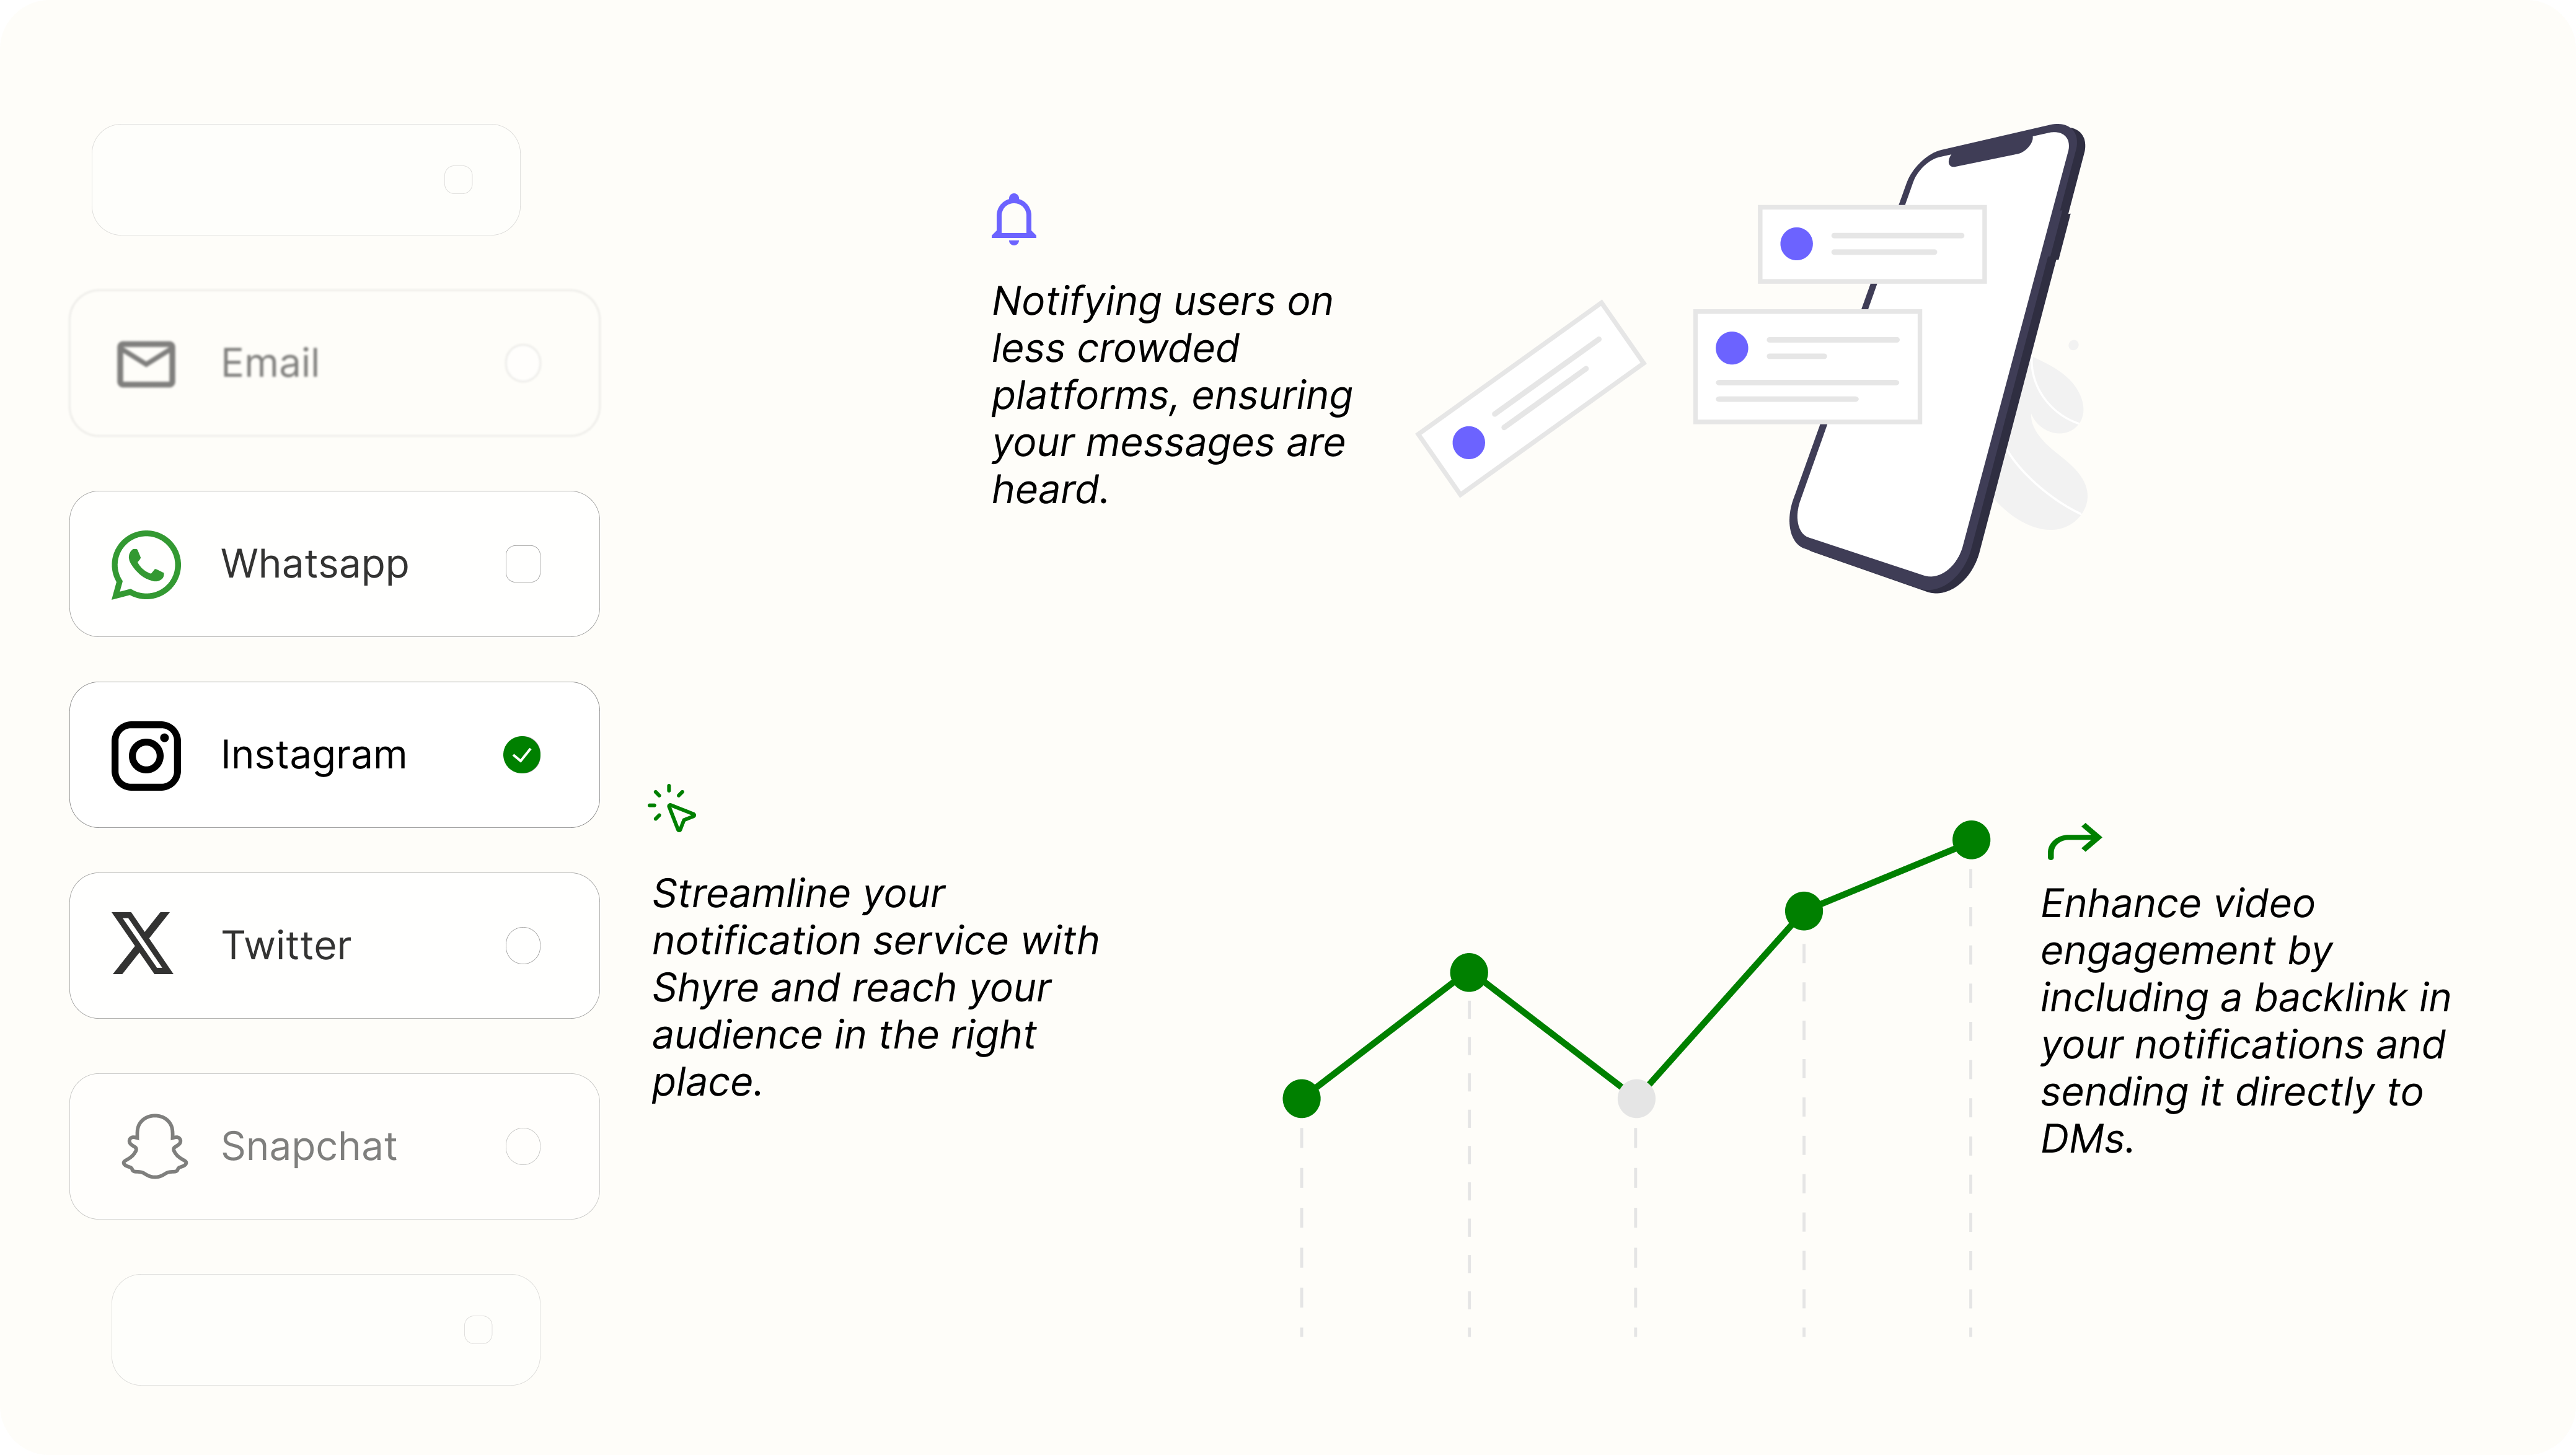 Email
Whatsapp
Instagram
Twitter
Snapchat
Notifying users on
less crowded
platforms, ensuring
your messages are
heard.
Streamline your
notification service with
Shyre and reach your
audience in the right
place.
Enhance video
engagement by
including a backlink in
your notifications and
sending it directly to
DMs.